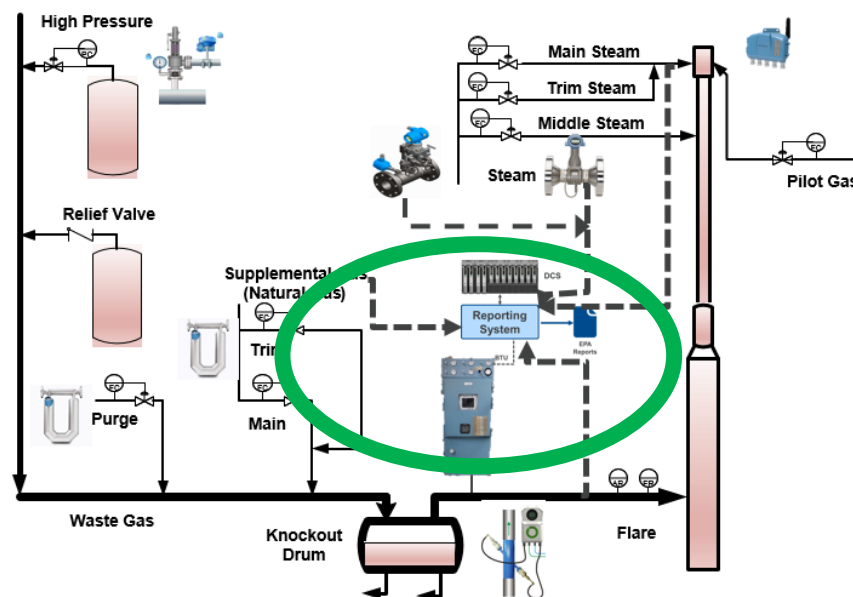 High Pressure
FC
Main Steam
FC
Trim Steam
FC
Middle Steam
FC
Steam
FC
Pilot Gas
Relief Valve
Supplemental Gas
(Natural Gas)
DCS
Reporting
System
EPA
Reports
BTU
FC
Trim
FC
Purge
FC
Main
Waste Gas
Knockout
Drum
AR
FR
Flare